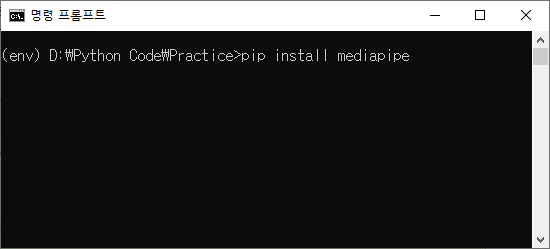 명령 프롬프트
(env) D:₩Python Code₩Practice>pip install mediapipe